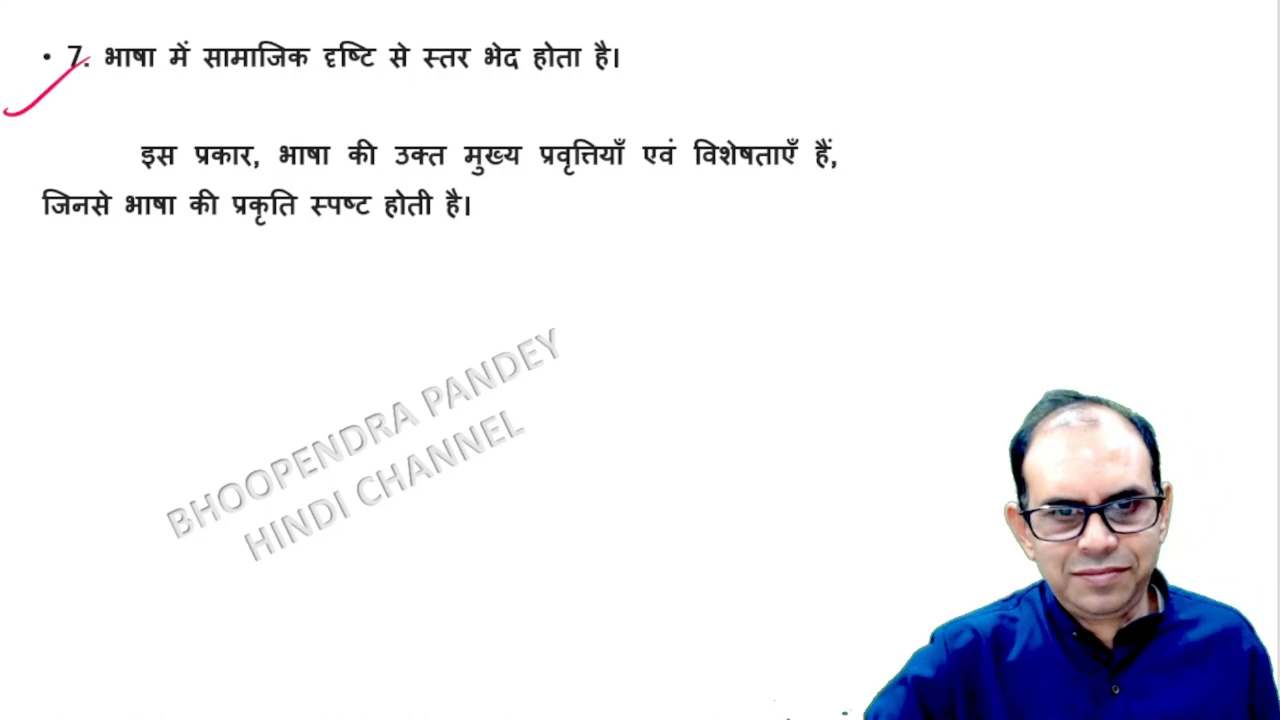 • 7. भाषा में सामाजिक दृष्टि से स्तर भेद होता है।
इस प्रकार, भाषा की उक्त मुख्य प्रवृत्तियाँ एवं विशेषताएँ हैं,
जिनसे भाषा की प्रकृति स्पष्ट होती है।
BHOOPENDRA PANDEY
HINDI CHANNEL